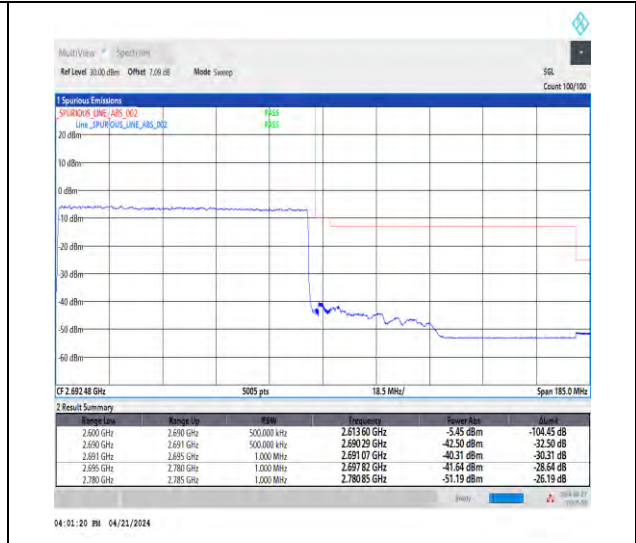 MultiView Spectrum
Ref Level 30.00 dBm Offset 7.09 dB Mode Sweep SGL
Count 100/100
1 Spurious Emissions
_SPURIOUS_LINE_ABS_002 PASS
Line _SPURIOUS_LINE_ABS_002 PASS
20 dBm
10 dBm
0 dBm
-10 dBm
-20 dBm
-30 dBm
-40 dBm
-50 dBm
-60 dBm
CF 2.692 48 GHz 5005 pts 18.5 MHz/ Span 185.0 MHz
2 Result Summary
Range Low Range Up RBW Frequency Power Abs ΔLimit
2.600 GHz 2.690 GHz 500.000 kHz 2.613 60 GHz -5.45 dBm -104.45 dB
2.690 GHz 2.691 GHz 500.000 kHz 2.690 29 GHz -42.50 dBm -32.50 dB
2.691 GHz 2.695 GHz 1.000 MHz 2.691 07 GHz -40.31 dBm -30.31 dB
2.695 GHz 2.780 GHz 1.000 MHz 2.697 82 GHz -41.64 dBm -28.64 dB
2.780 GHz 2.785 GHz 1.000 MHz 2.780 85 GHz -51.19 dBm -26.19 dB
04:01:20 PM 04/21/2024